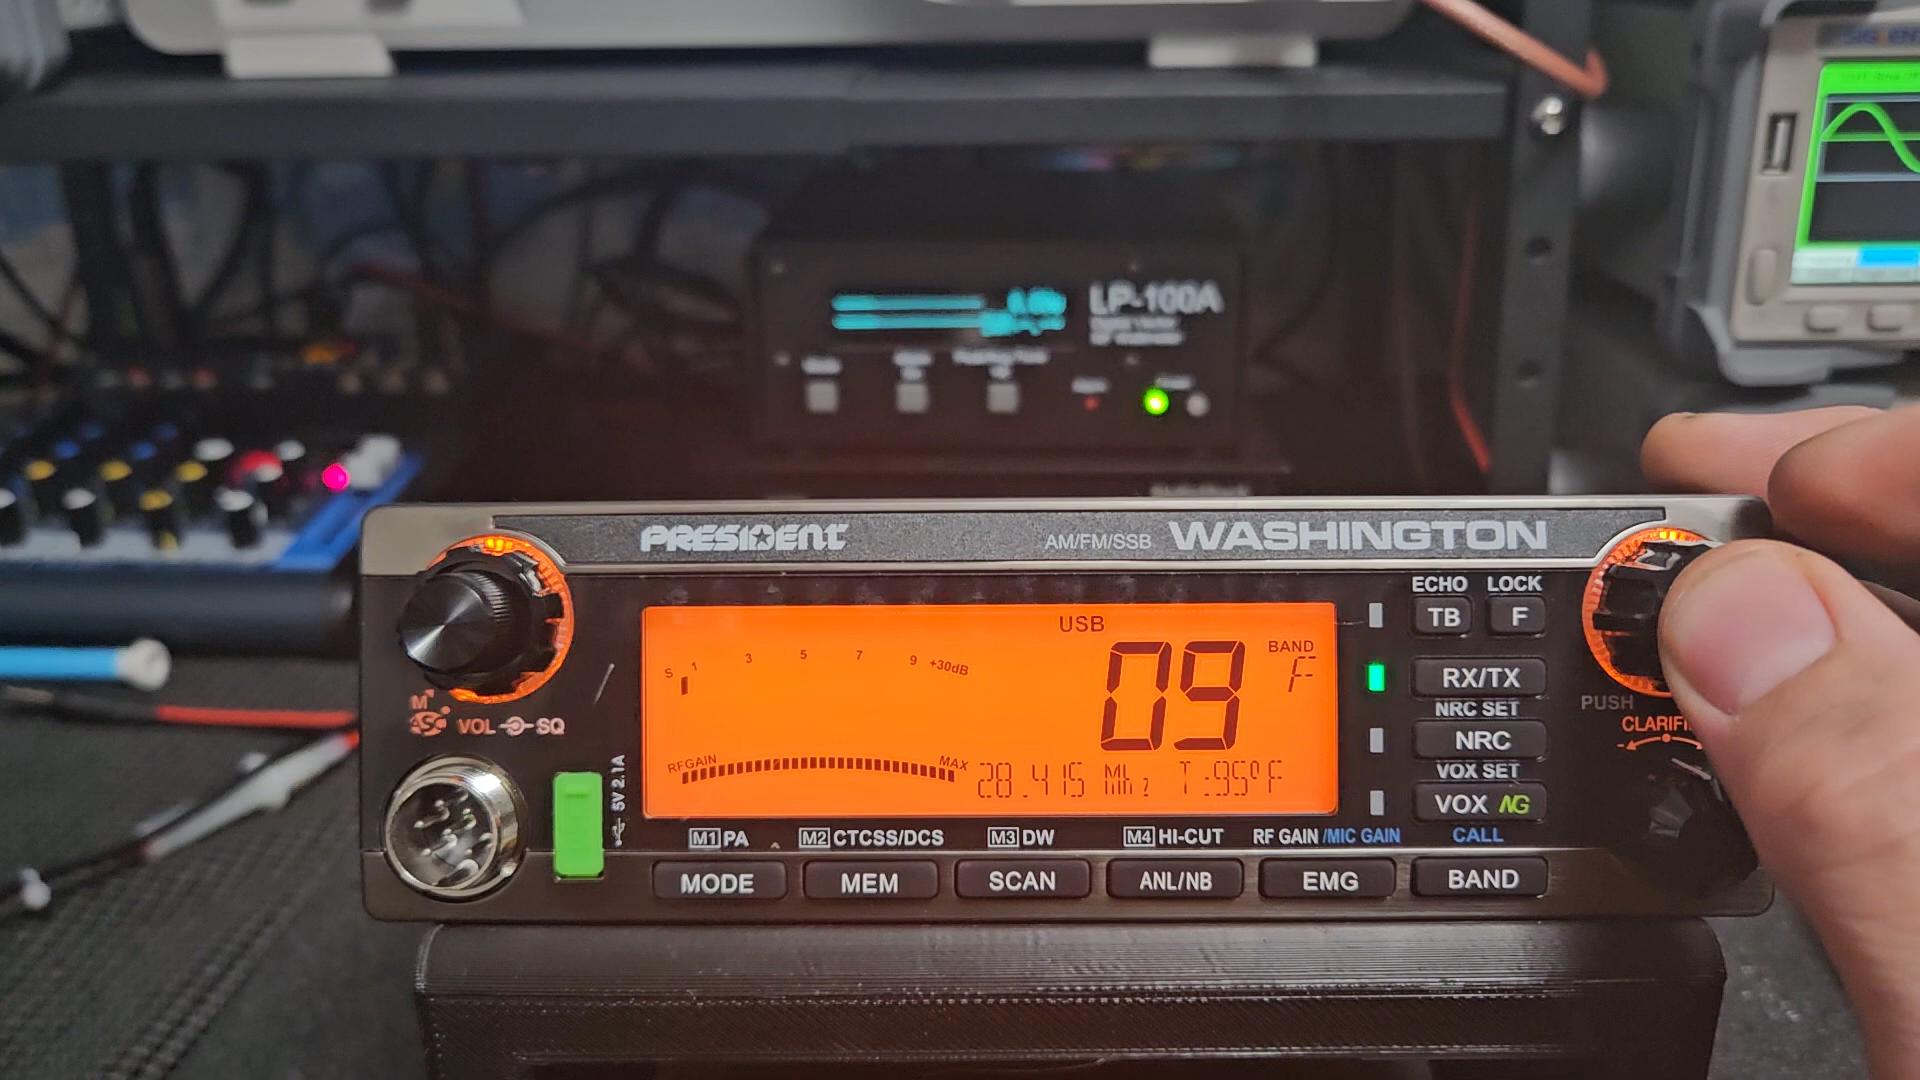 SIGLENT
LP-100A
PRESIDENT
AM/FM/SSB WASHINGTON
ECHO LOCK
TB F
USB
S 1 3 5 7 9 +30dB
09
BAND
F
RX/TX
NRC SET
NRC
VOX SET
VOX NG
CALL
PUSH
CLARIFI
M
ASC VOL SQ
5V 2.1A
RFGAIN MAX
28.415 Mhz T:95°F
M1 PA M2 CTCSS/DCS M3 DW M4 HI-CUT RF GAIN /MIC GAIN
MODE MEM SCAN ANL/NB EMG BAND